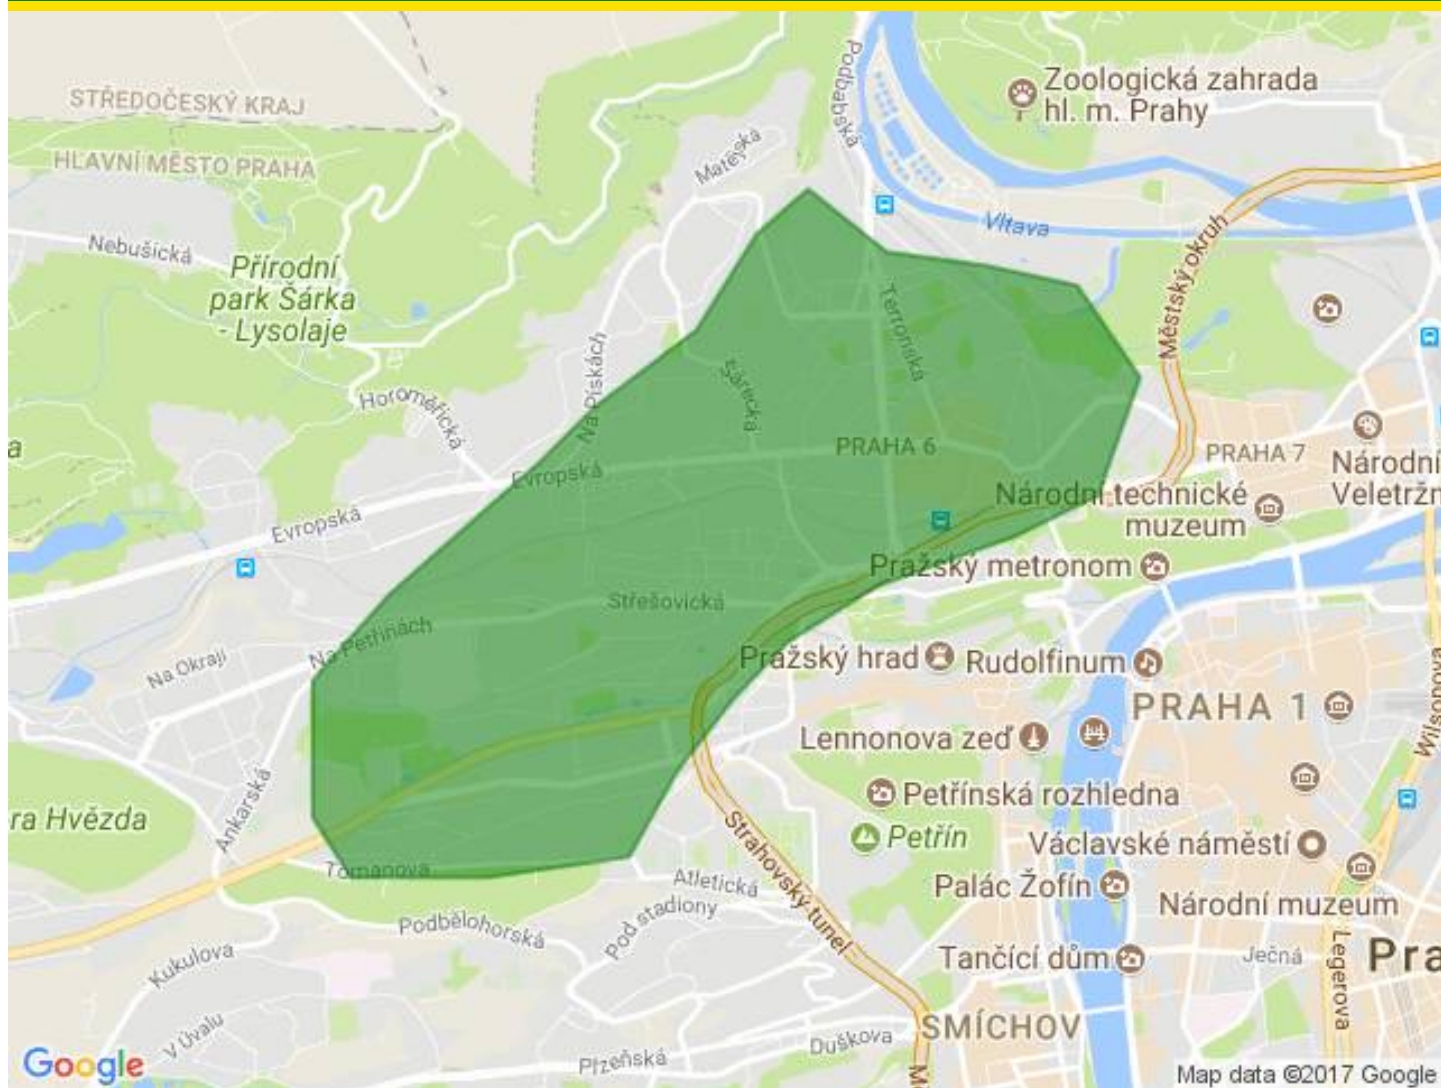 Podbabská
Zoologická zahrada
hl. m. Prahy
STŘEDOČESKÝ KRAJ
HLAVNÍ MĚSTO PRAHA
Matějská
Nebušická
Vltava
Městský okruh
Přírodní
park Šárka
- Lysolaje
Terronská
Na Pískách
Šárecká
Horoměřická
a
PRAHA 6
PRAHA 7
Národní
Veletržn
Evropská
Evropská
Národní technické
muzeum
Pražský metronom
Střešovická
Na Petřinách
Na Okraji
Pražský hrad
Rudolfinum
Wilsonova
PRAHA 1
Lennonova zeď
Petřínská rozhledna
Petřín
Ankarská
ra Hvězda
Strahovský tunel
Václavské náměstí
Tomanova
Atletická
Palác Žofín
Národní muzeum
Pod stadiony
Podbělohorská
Kukulova
Tančící dům
Ječná
Legerova
Pra
V Úvalu
SMÍCHOV
Duškova
Plzeňská
M
Google
Map data ©2017 Google